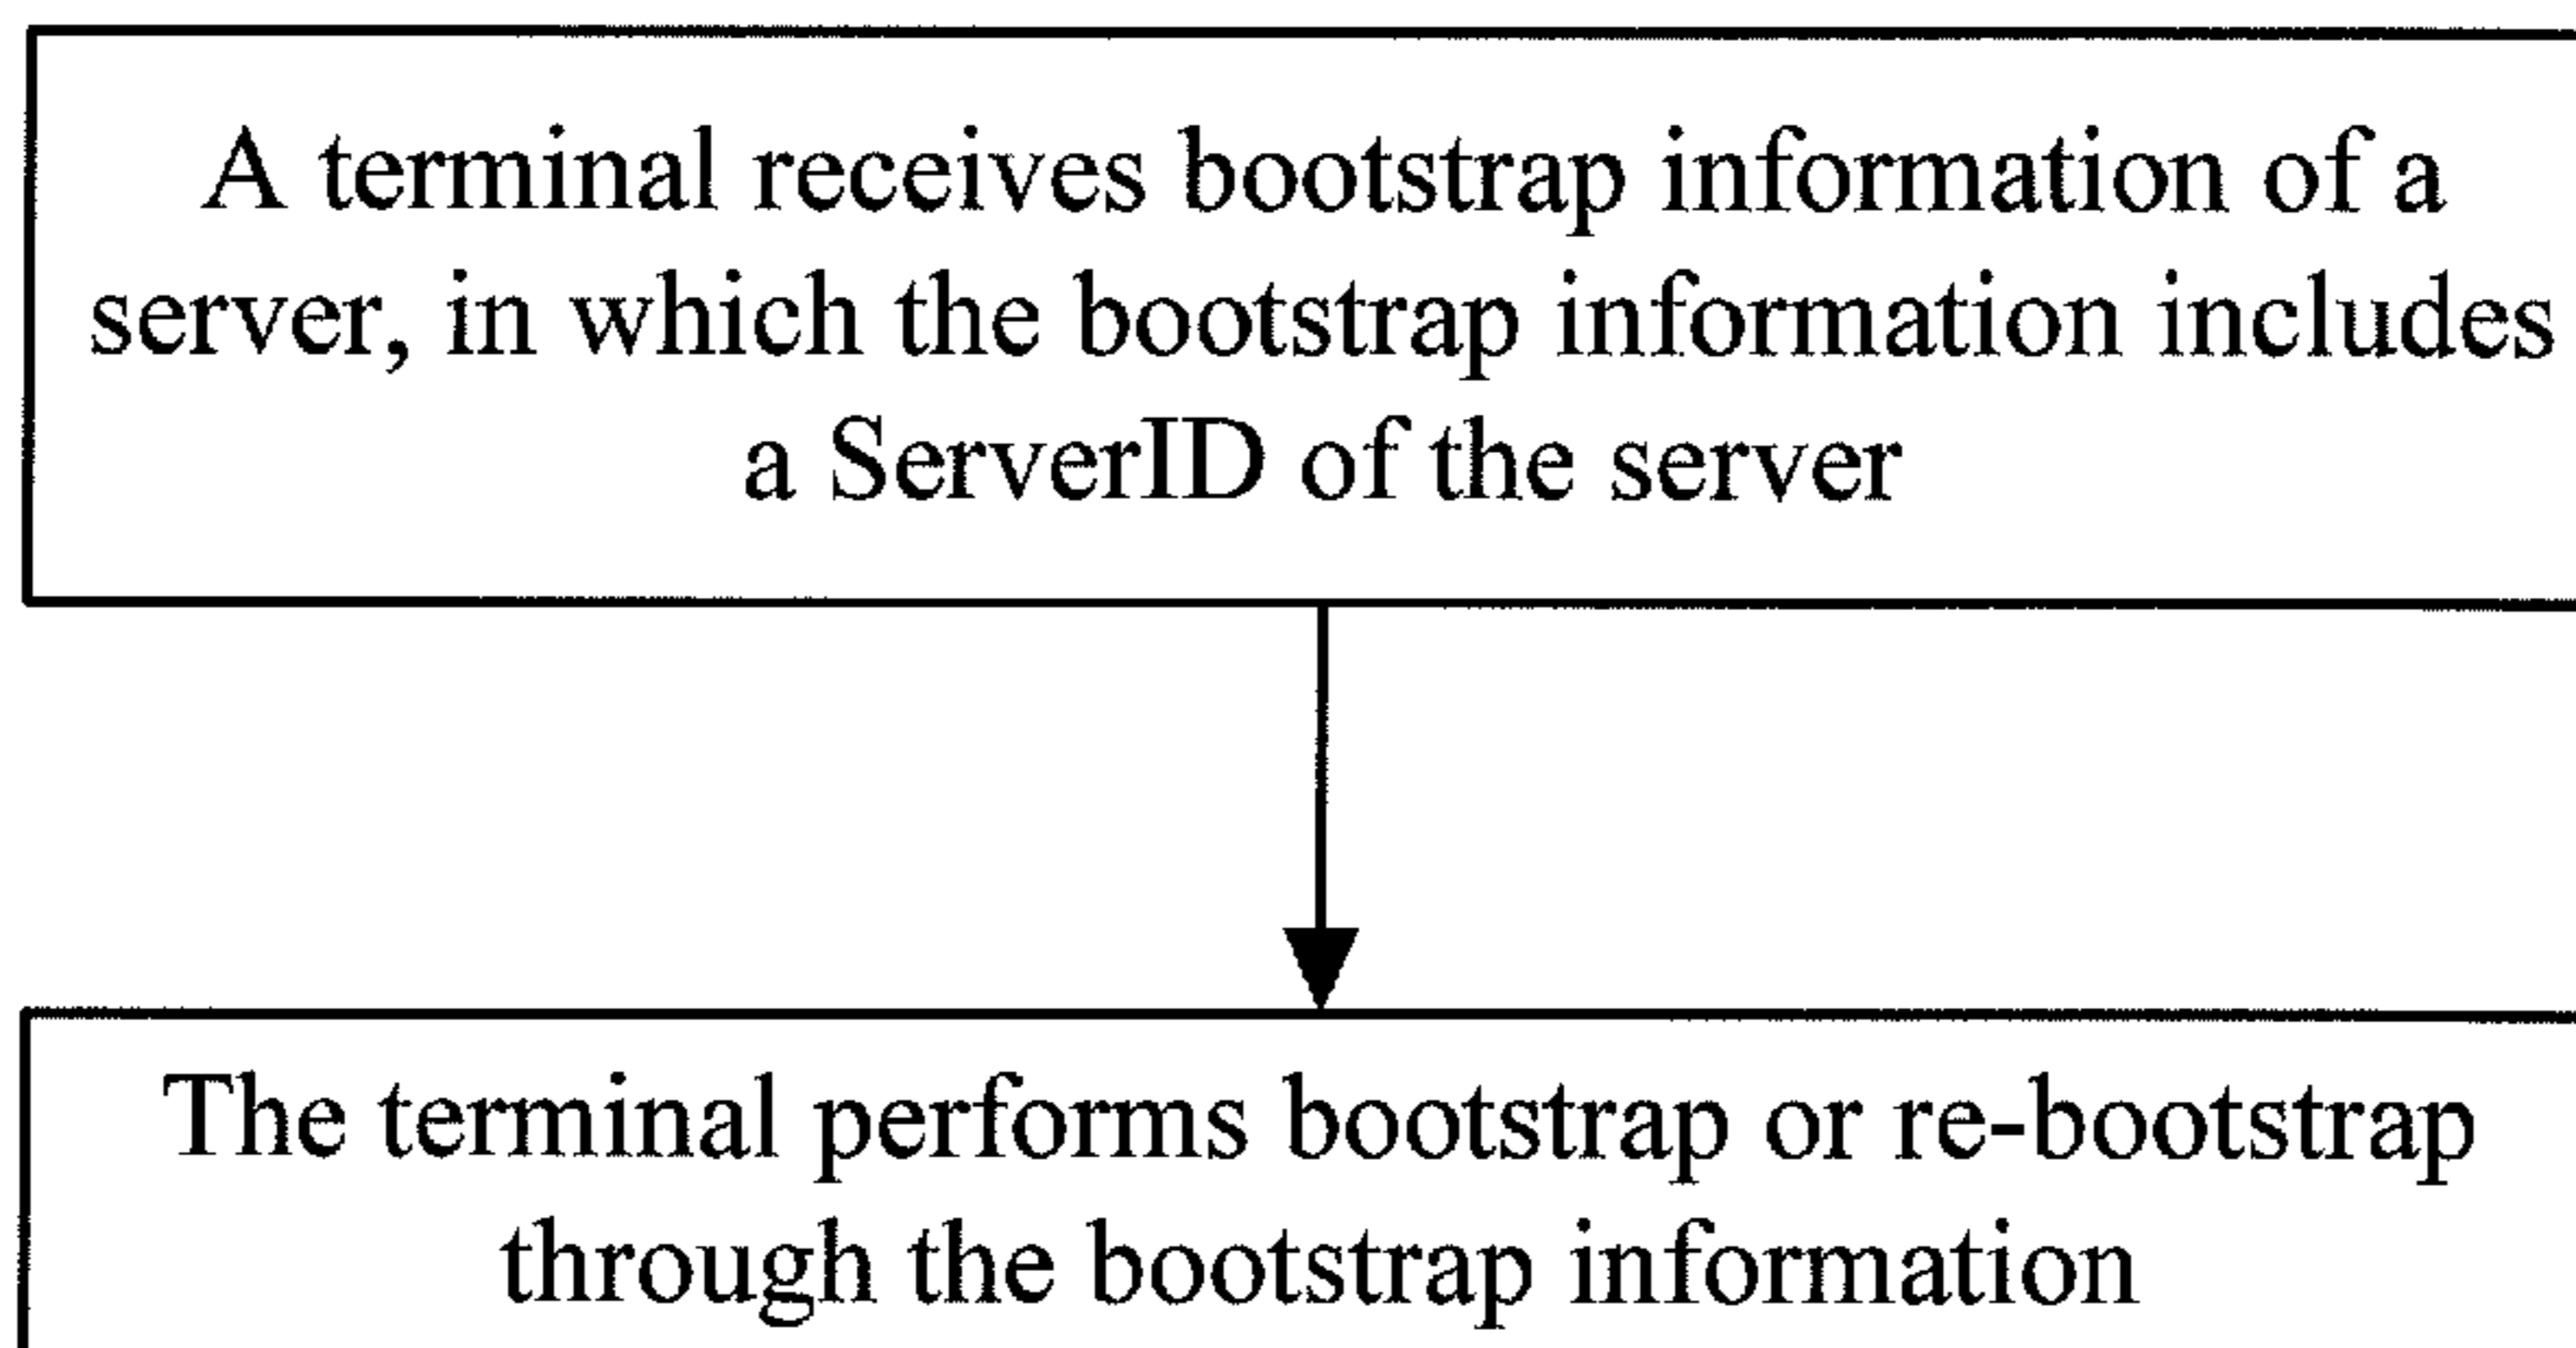 A terminal receives bootstrap information of a
server, in which the bootstrap information includes
a ServerID of the server
The terminal performs bootstrap or re-bootstrap
through the bootstrap information